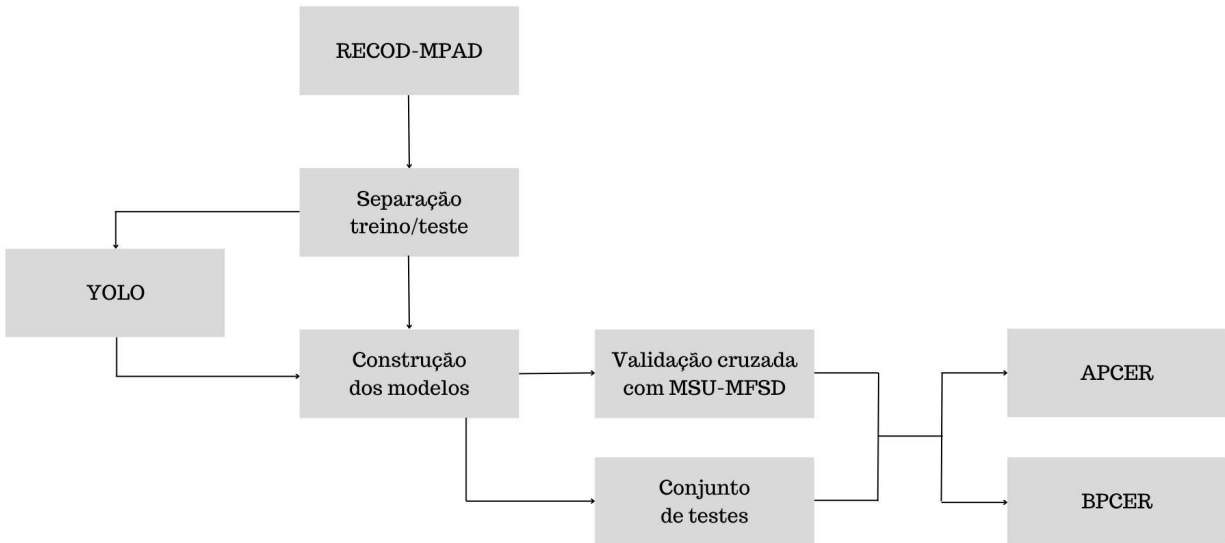 RECOD-MPAD
Separação
treino/teste
YOLO
Construção
dos modelos
Validação cruzada
com MSU-MFSD
APCER
Conjunto
de testes
BPCER